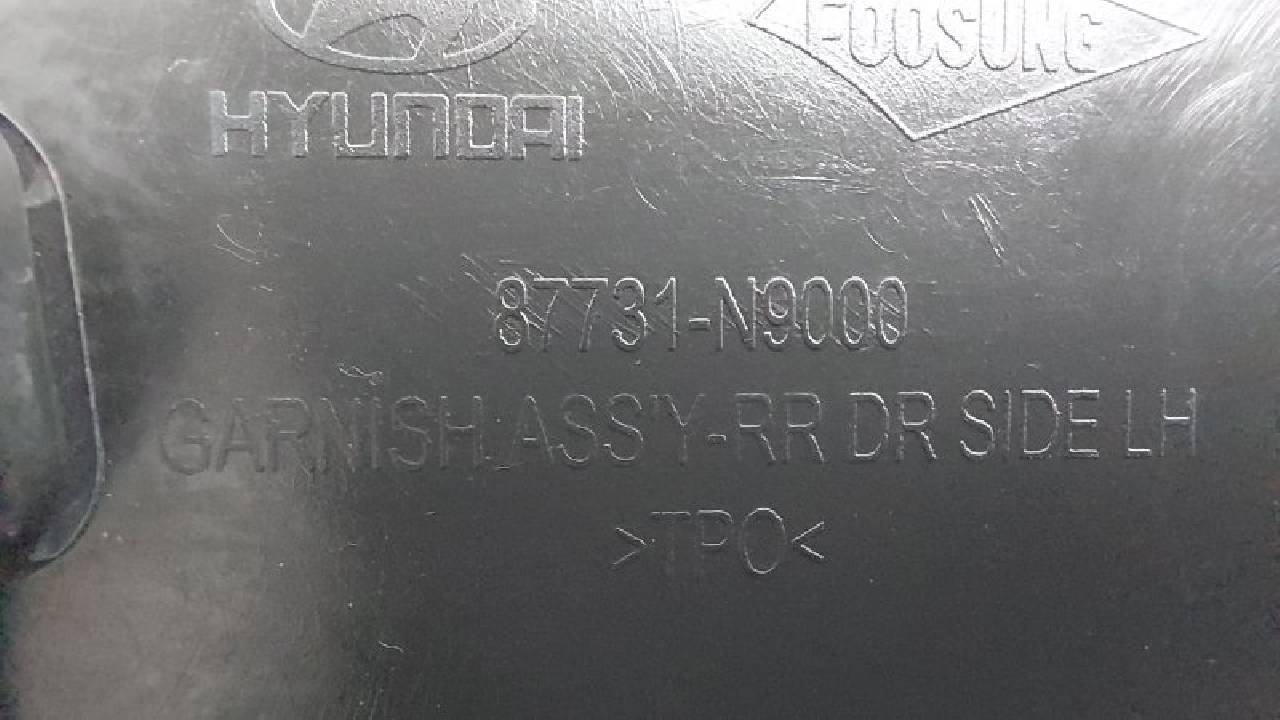 FOOSUNG
HYUNDAI
87731-N9000
GARNISH ASS'Y-RR DR SIDE LH
>TPO<